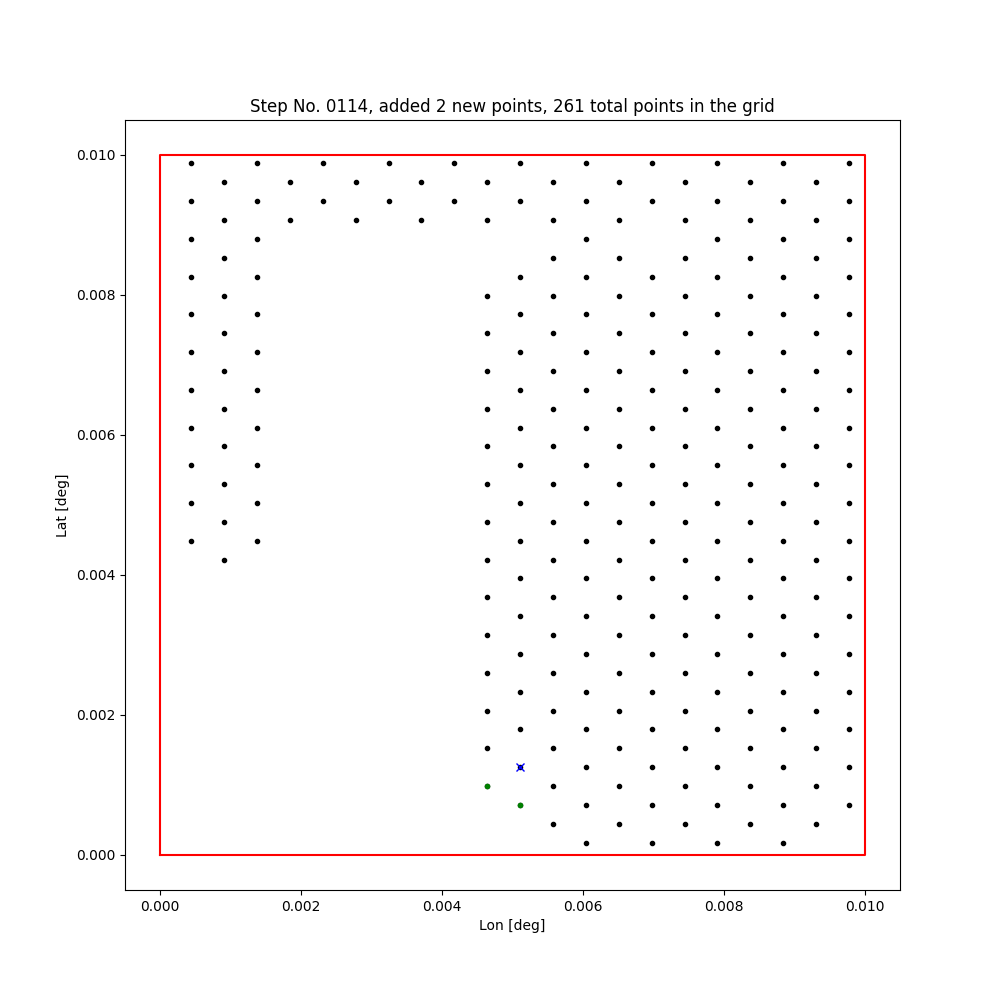 Step No. 0114, added 2 new points, 261 total points in the grid
0.010
0.008
0.006
0.004
0.002
0.000
Lat [deg]
0.000 0.002 0.004 0.006 0.008 0.010
Lon [deg]